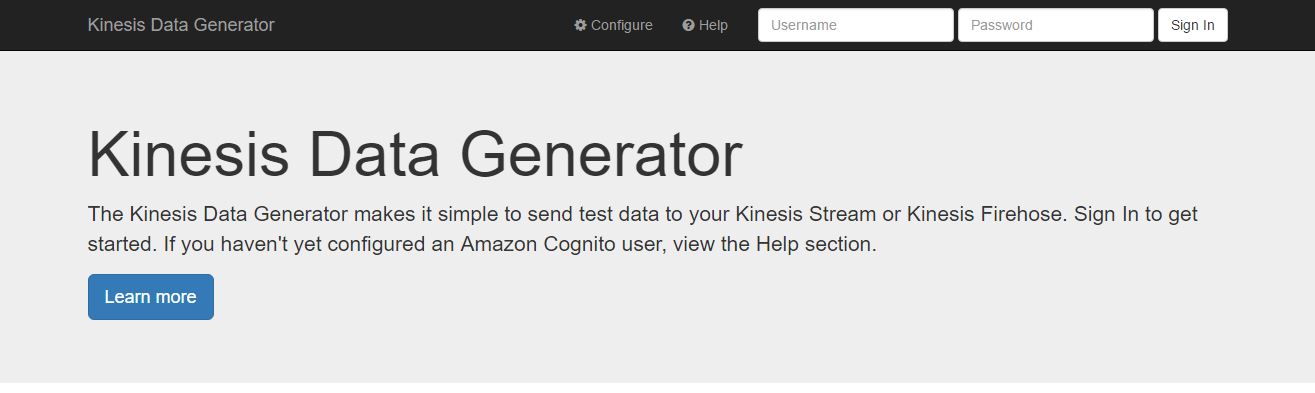 Kinesis Data Generator Configure Help Username Password Sign In
Kinesis Data Generator
The Kinesis Data Generator makes it simple to send test data to your Kinesis Stream or Kinesis Firehose. Sign In to get
started. If you haven't yet configured an Amazon Cognito user, view the Help section.
Learn more